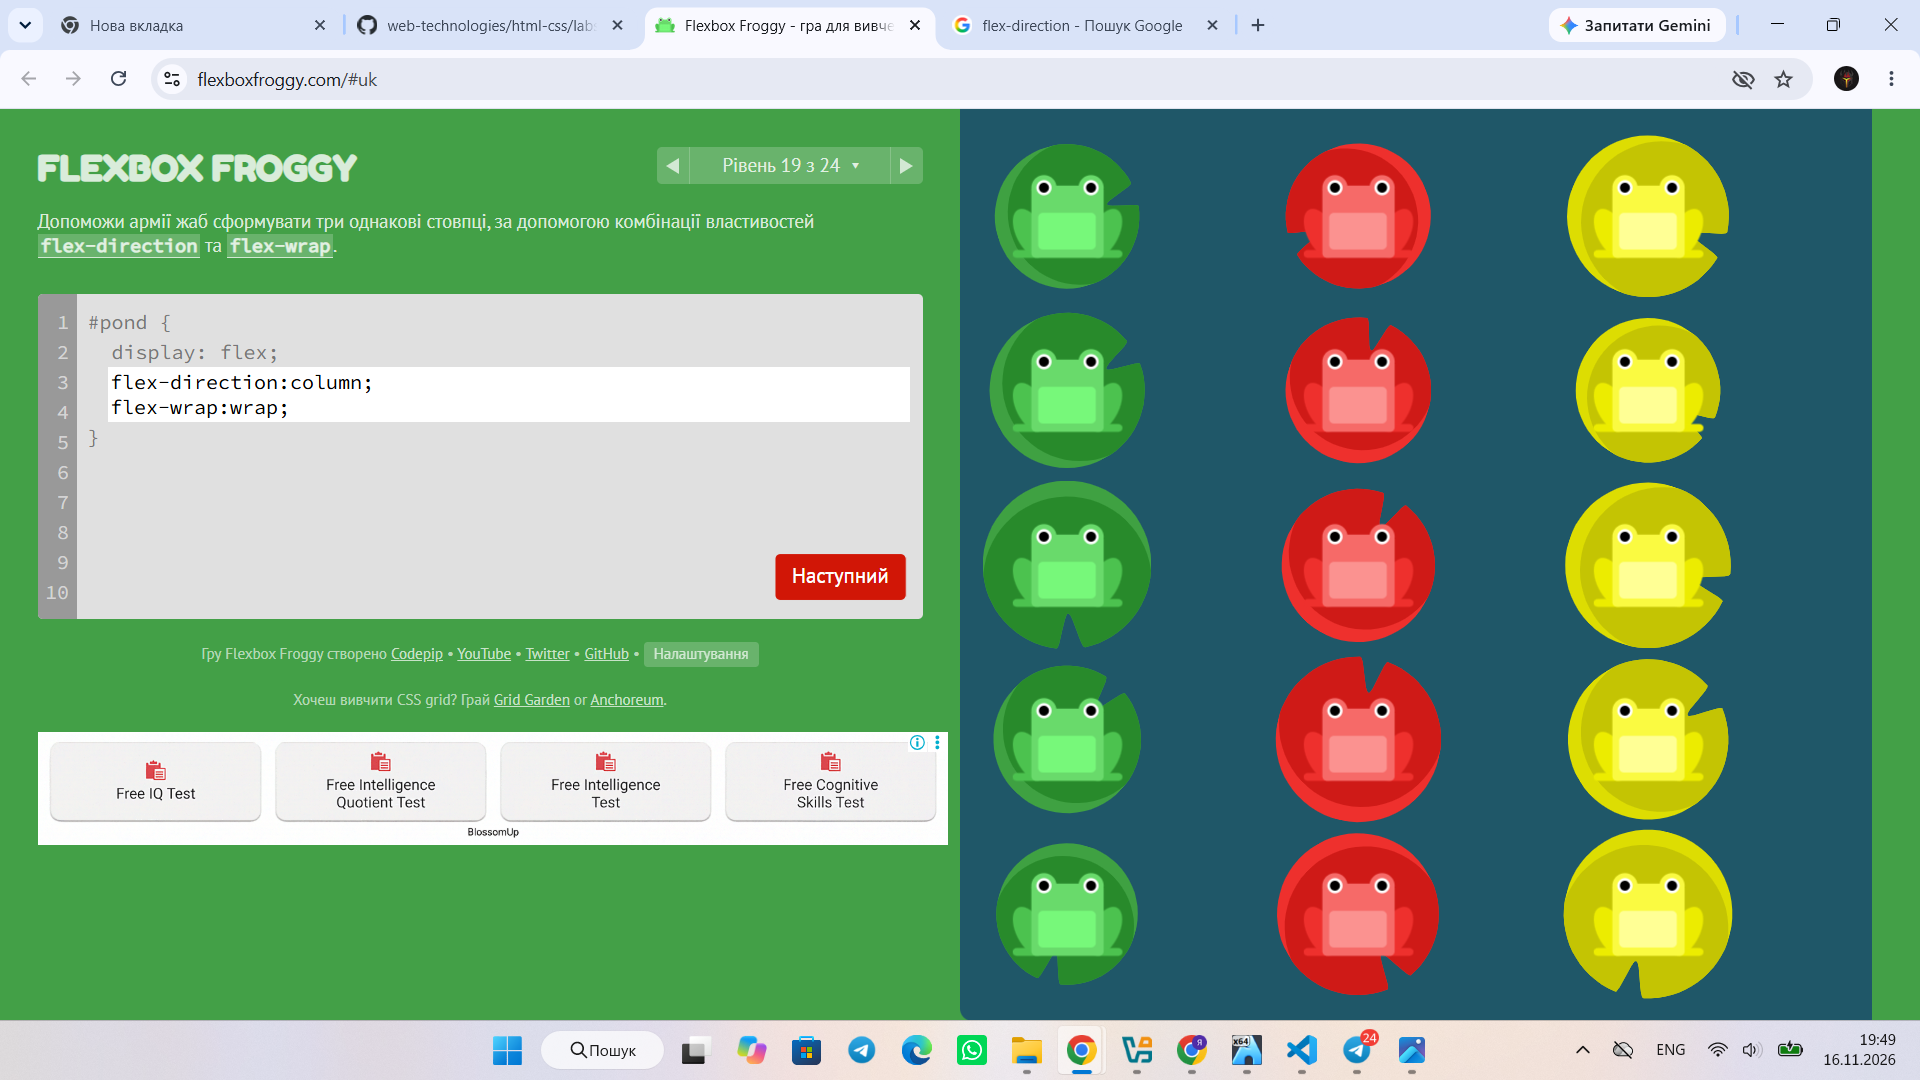 Нова вкладка
web-technologies/html-css/lab
Flexbox Froggy - гра для вивче
flex-direction - Пошук Google
Запитати Gemini
flexboxfroggy.com/#uk
FLEXBOX FROGGY
Рівень 19 з 24
Допоможи армії жаб сформувати три однакові стовпці, за допомогою комбінації властивостей
flex-direction та flex-wrap.
1 #pond {
2 display: flex;
3 flex-direction:column;
4 flex-wrap:wrap;
5 }
6
7
8
9
10
Наступний
Гру Flexbox Froggy створено Codepip • YouTube • Twitter • GitHub • Налаштування
Хочеш вивчити CSS grid? Грай Grid Garden or Anchoreum.
Free IQ Test
Free Intelligence
Quotient Test
Free Intelligence
Test
Free Cognitive
Skills Test
BlossomUp
Пошук
x64
Я
24
ENG
19:49
16.11.2026